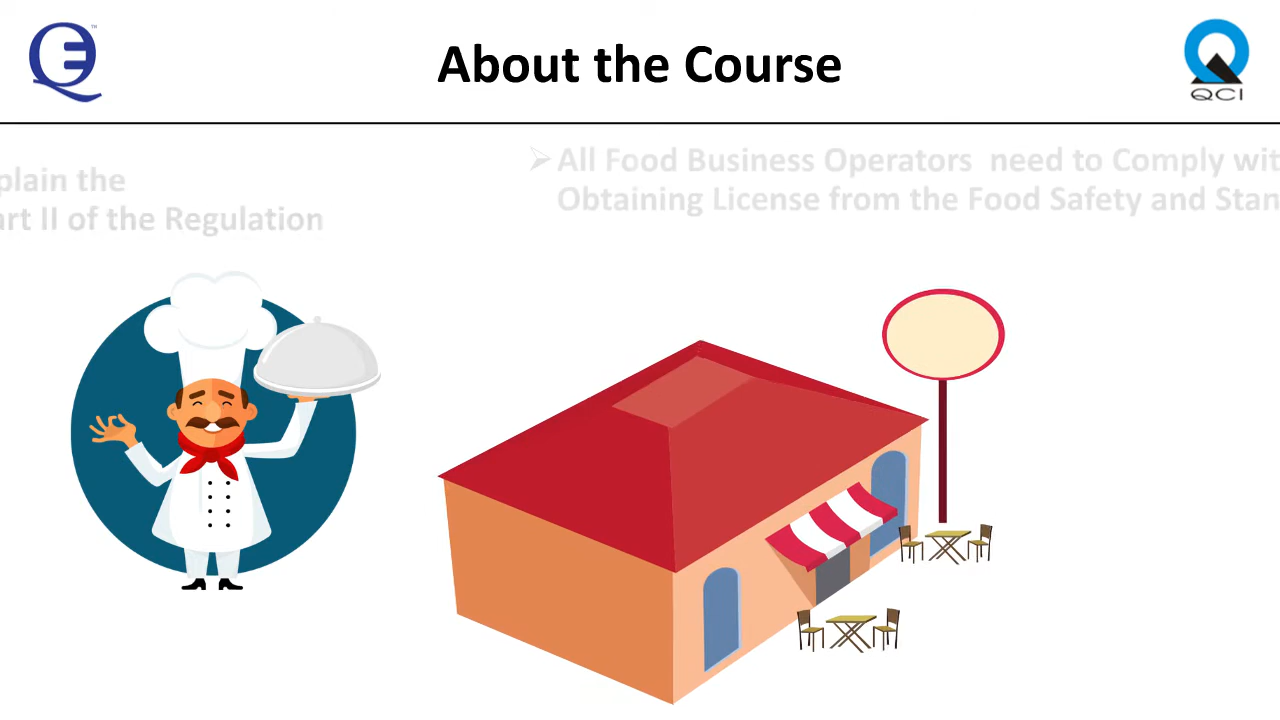 About the Course
QCI
plain the
art II of the Regulation
All Food Business Operators need to Comply wit
Obtaining License from the Food Safety and Stan